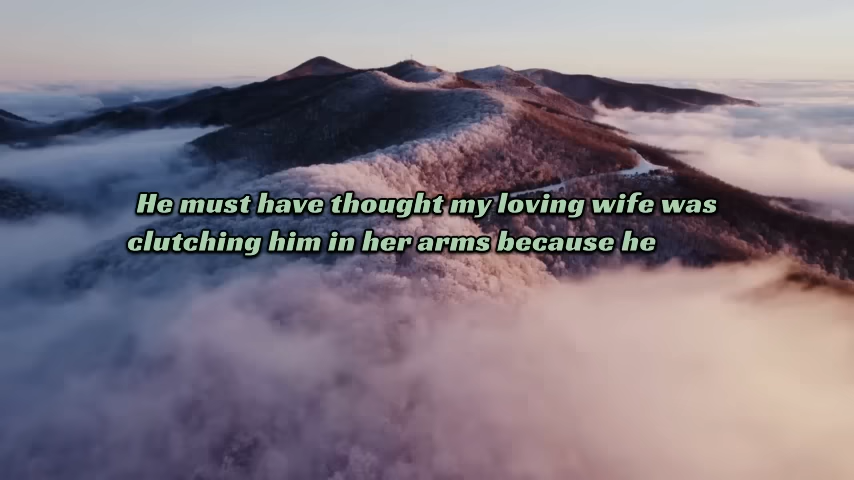 He must have thought my loving wife was
clutching him in her arms because he